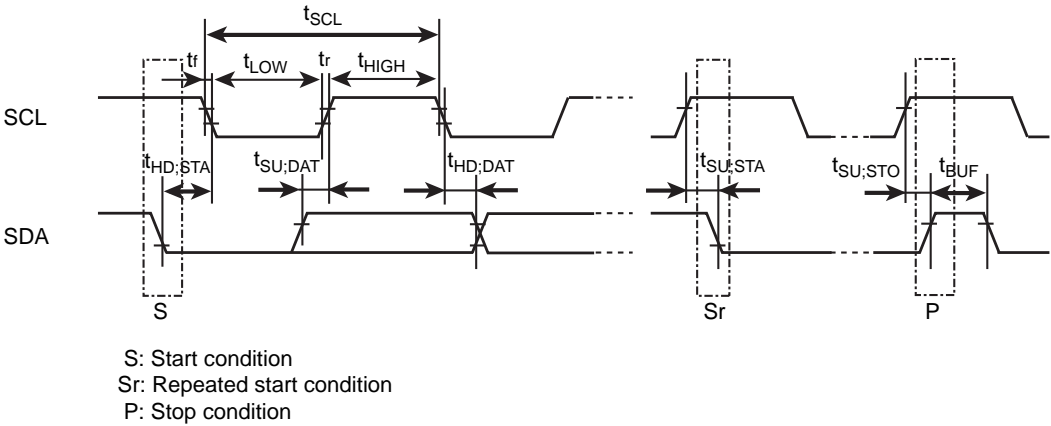 tSCL
tf tLOW tr tHIGH
SCL
tHD;STA tSU;DAT tHD;DAT tSU;STA tSU;STO tBUF
SDA
S Sr P
S: Start condition
Sr: Repeated start condition
P: Stop condition